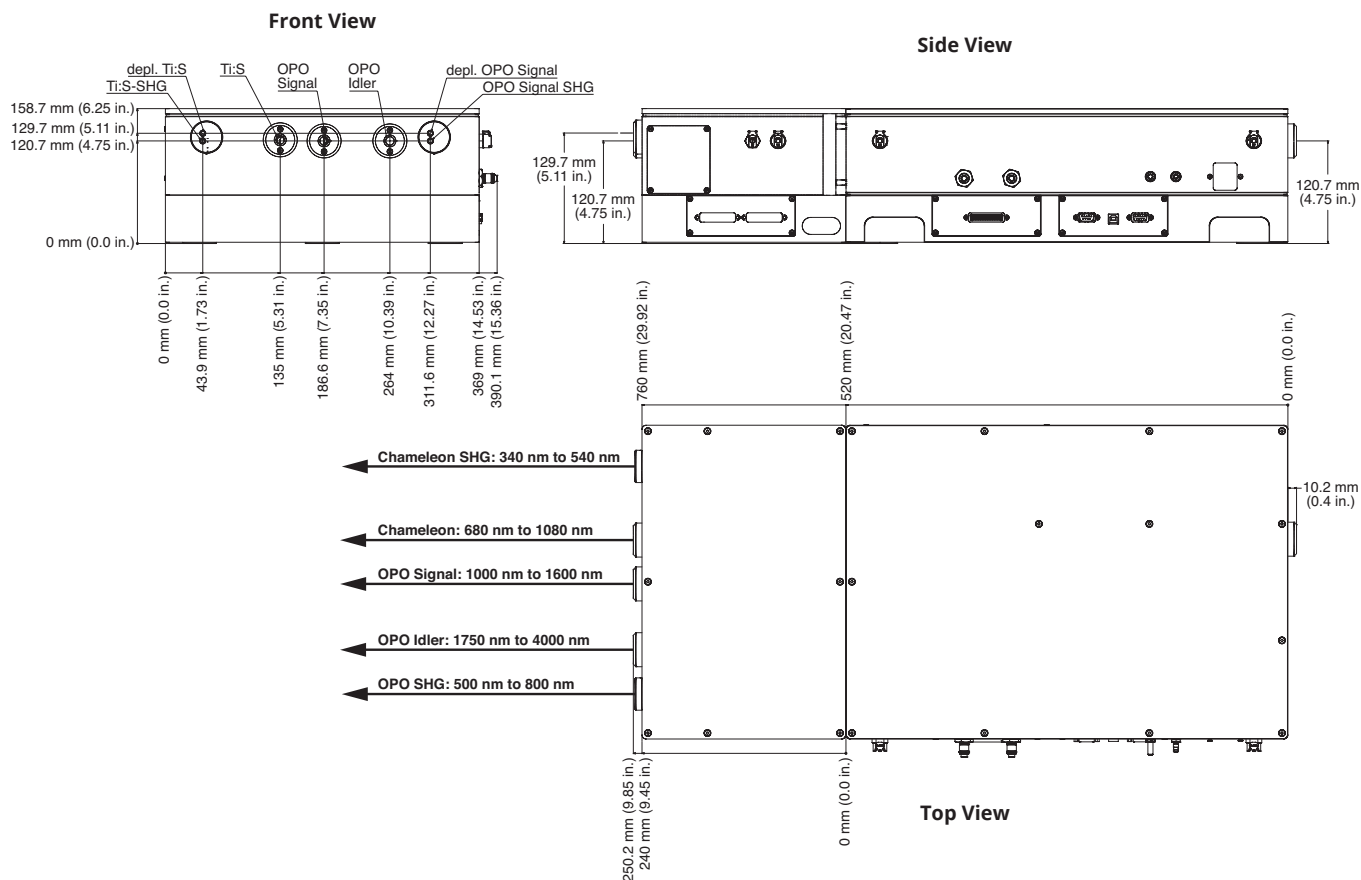 Front View
Side View
depl. Ti:S
Ti:S-SHG
Ti:S
OPO
Signal
OPO
Idler
depl. OPO Signal
OPO Signal SHG
158.7 mm (6.25 in.)
129.7 mm (5.11 in.)
120.7 mm (4.75 in.)
0 mm (0.0 in.)
0 mm (0.0 in.)
43.9 mm (1.73 in.)
135 mm (5.31 in.)
186.6 mm (7.35 in.)
264 mm (10.39 in.)
311.6 mm (12.27 in.)
369 mm (14.53 in.)
390.1 mm (15.36 in.)
129.7 mm
(5.11 in.)
120.7 mm
(4.75 in.)
120.7 mm
(4.75 in.)
760 mm (29.92 in.)
520 mm (20.47 in.)
0 mm (0.0 in.)
Chameleon SHG: 340 nm to 540 nm
Chameleon: 680 nm to 1080 nm
OPO Signal: 1000 nm to 1600 nm
OPO Idler: 1750 nm to 4000 nm
OPO SHG: 500 nm to 800 nm
10.2 mm
(0.4 in.)
250.2 mm (9.85 in.)
240 mm (9.45 in.)
0 mm (0.0 in.)
Top View